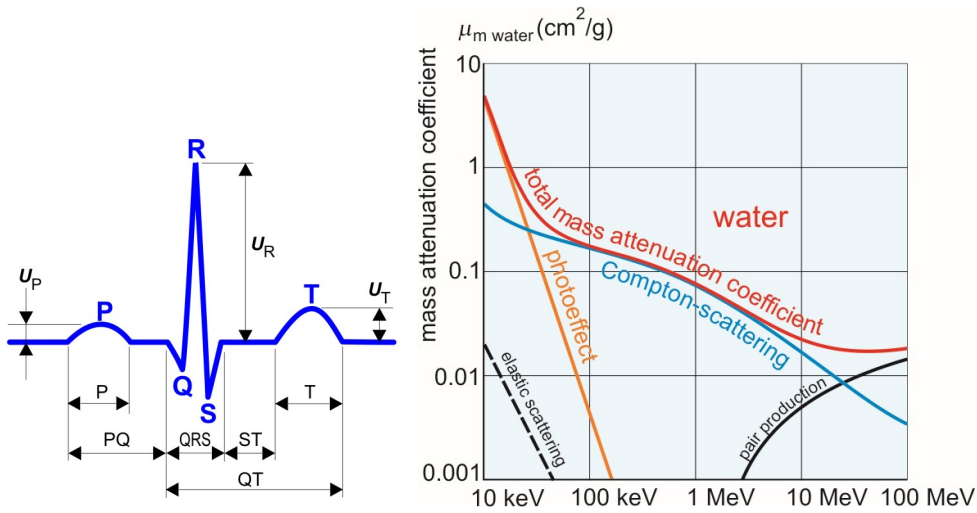 R
U_R
U_P
P
T
U_T
Q
S
P
T
PQ
QRS
ST
QT
μ_m water (cm²/g)
mass attenuation coefficient
10
1
0.1
0.01
0.001
10 keV
100 keV
1 MeV
10 MeV
100 MeV
water
total mass attenuation coefficient
Compton-scattering
photoeffect
elastic scattering
pair production